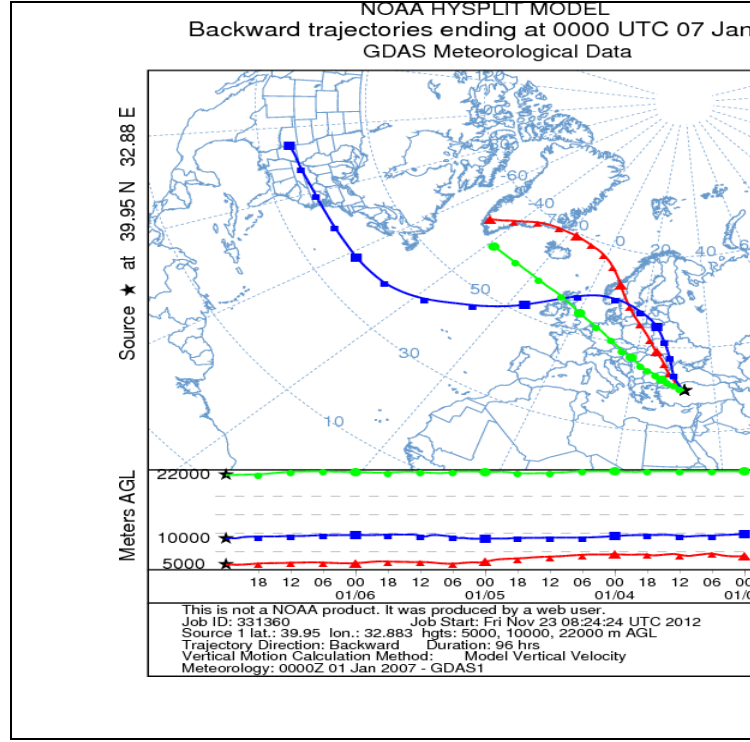 NOAA HYSPLIT MODEL
Backward trajectories ending at 0000 UTC 07 Jan
GDAS Meteorological Data
Source ★ at 39.95 N 32.88 E
60
40
20
0
20
40
50
30
10
Meters AGL
22000
10000
5000
18 12 06 00 18 12 06 00 18 12 06 00 18 12 06 00
01/06 01/05 01/04
This is not a NOAA product. It was produced by a web user.
Job ID: 331360 Job Start: Fri Nov 23 08:24:24 UTC 2012
Source 1 lat.: 39.95 lon.: 32.883 hgts: 5000, 10000, 22000 m AGL
Trajectory Direction: Backward Duration: 96 hrs
Vertical Motion Calculation Method: Model Vertical Velocity
Meteorology: 0000Z 01 Jan 2007 - GDAS1